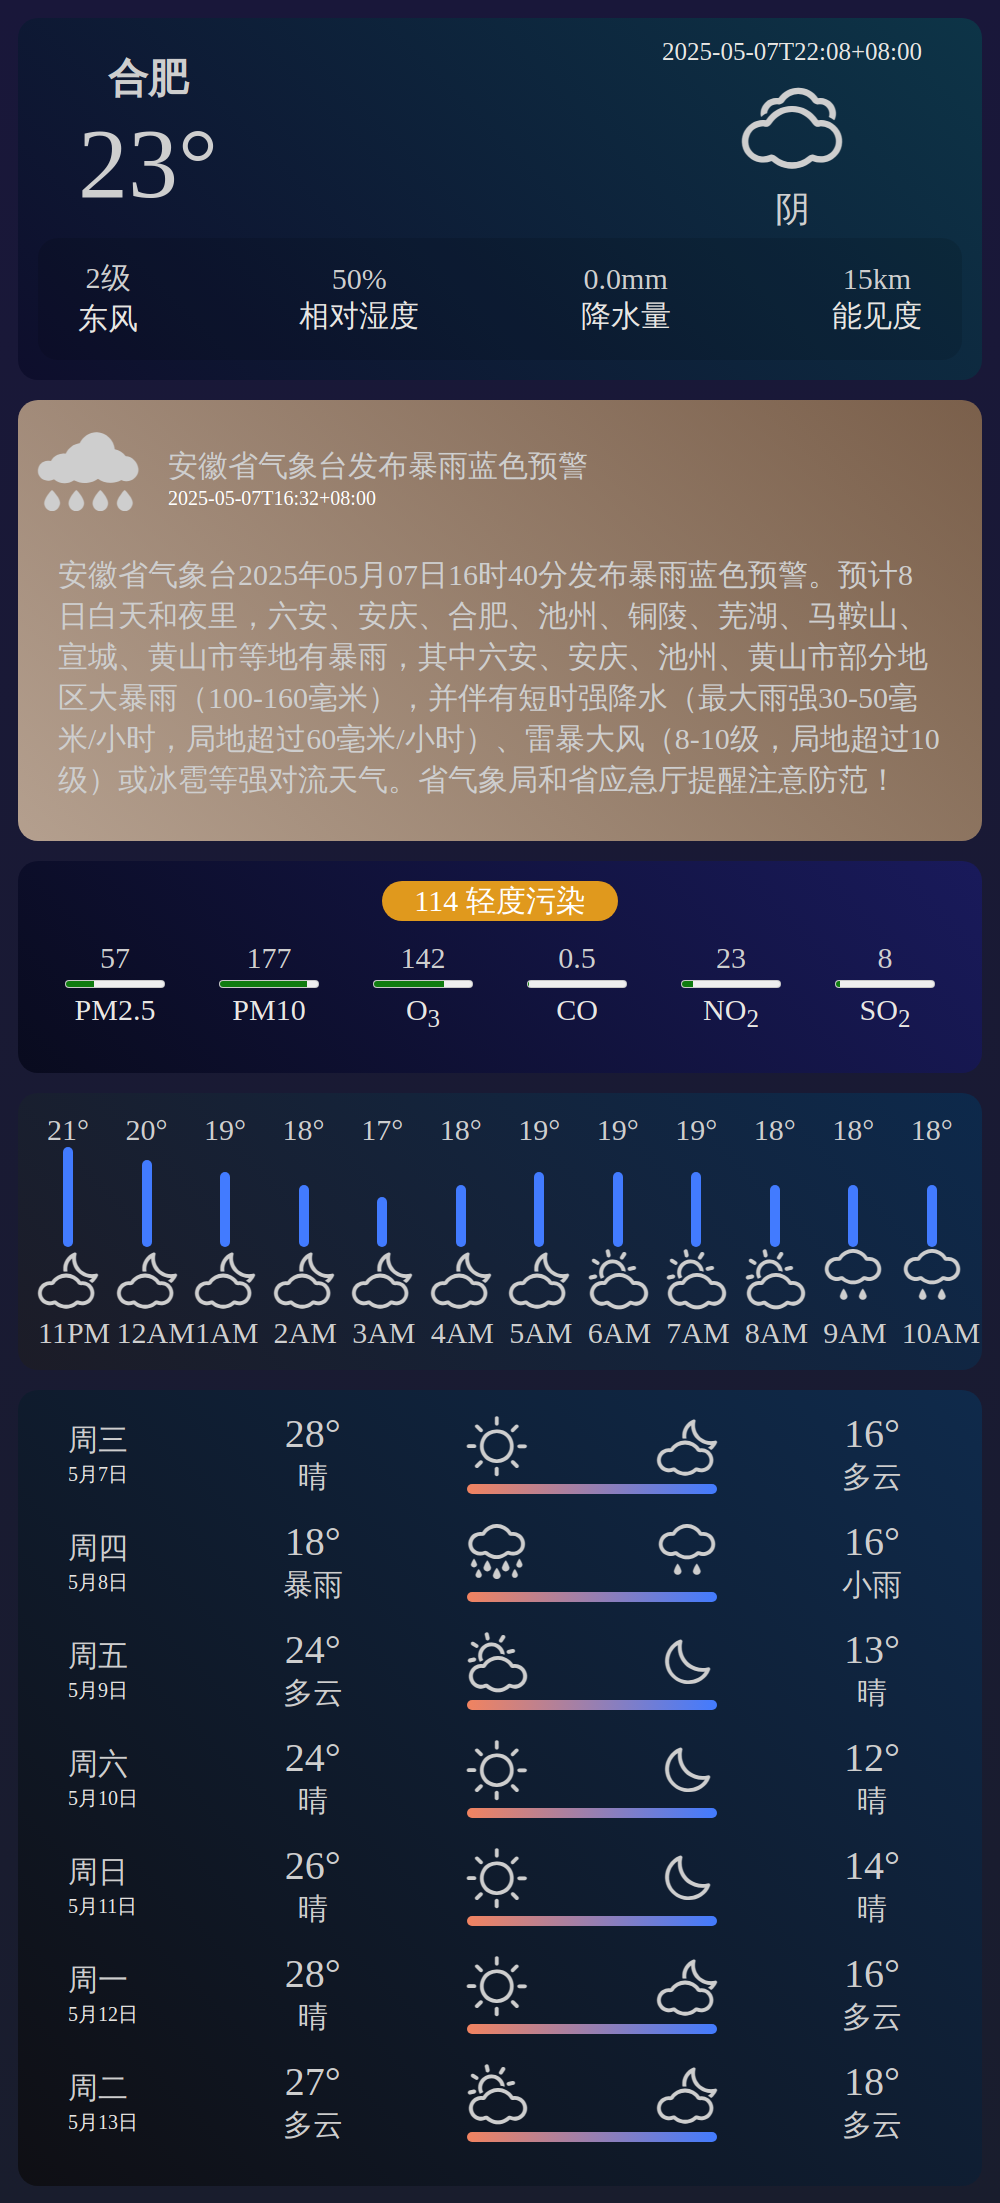 合肥
23°
2025-05-07T22:08+08:00
阴
2级 50% 0.0mm 15km
东风 相对湿度 降水量 能见度
安徽省气象台发布暴雨蓝色预警
2025-05-07T16:32+08:00
安徽省气象台2025年05月07日16时40分发布暴雨蓝色预警。预计8
日白天和夜里，六安、安庆、合肥、池州、铜陵、芜湖、马鞍山、
宣城、黄山市等地有暴雨，其中六安、安庆、池州、黄山市部分地
区大暴雨（100-160毫米），并伴有短时强降水（最大雨强30-50毫
米/小时，局地超过60毫米/小时）、雷暴大风（8-10级，局地超过10
级）或冰雹等强对流天气。省气象局和省应急厅提醒注意防范！
114 轻度污染
57 177 142 0.5 23 8
PM2.5 PM10 O₃ CO NO₂ SO₂
21° 20° 19° 18° 17° 18° 19° 19° 19° 18° 18° 18°
11PM 12AM 1AM 2AM 3AM 4AM 5AM 6AM 7AM 8AM 9AM 10AM
周三 28° 16°
5月7日 晴 多云
周四 18° 16°
5月8日 暴雨 小雨
周五 24° 13°
5月9日 多云 晴
周六 24° 12°
5月10日 晴 晴
周日 26° 14°
5月11日 晴 晴
周一 28° 16°
5月12日 晴 多云
周二 27° 18°
5月13日 多云 多云